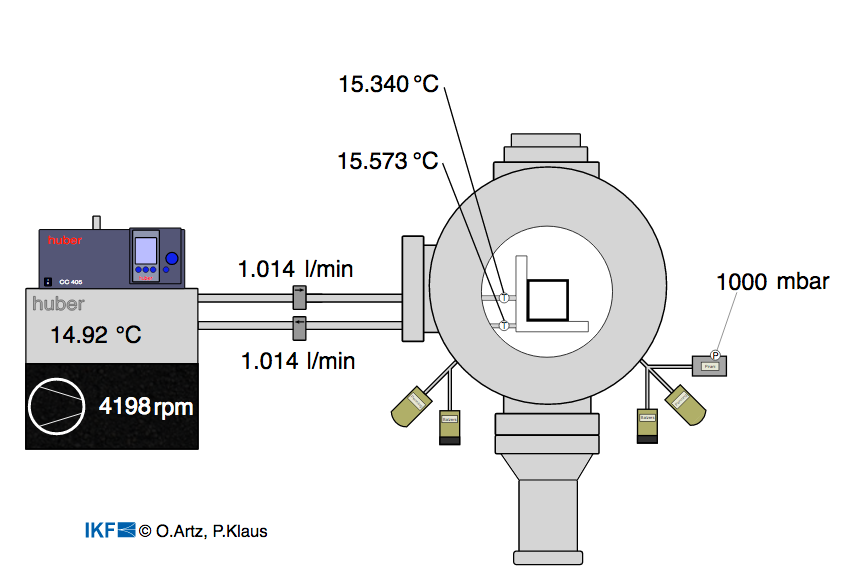 15.340 °C
15.573 °C
huber
CC 405
1.014 l/min
1000 mbar
huber
14.92 °C
T
T
1.014 l/min
P
4198 rpm
IKF © O.Artz, P.Klaus